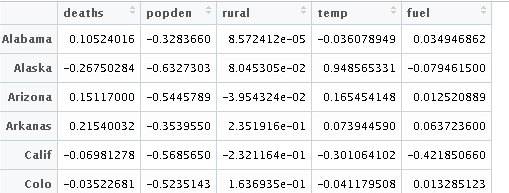 deaths popden rural temp fuel
Alabama 0.10524016 -0.3283660 8.572412e-05 -0.036078949 0.034946862
Alaska -0.26750284 -0.6327303 8.045305e-02 0.948565331 -0.079461500
Arizona 0.15117000 -0.5445789 -3.954324e-02 0.165454148 0.012520889
Arkanas 0.21540032 -0.3539550 2.351916e-01 0.073944590 0.063723600
Calif -0.06981278 -0.5685650 -2.321164e-01 -0.301064102 -0.421850660
Colo -0.03522681 -0.5235143 1.636935e-01 -0.041179508 0.013285123